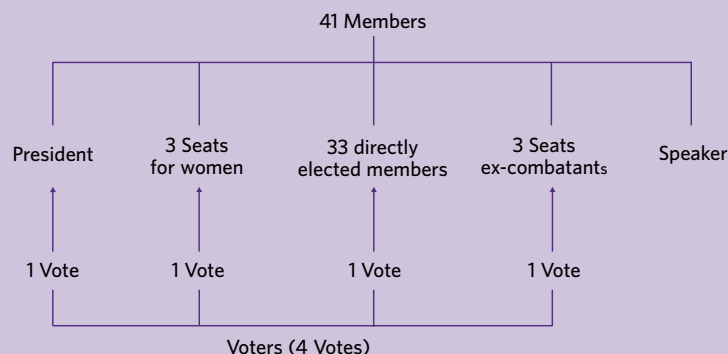 41 Members
President
3 Seats
for women
33 directly
elected members
3 Seats
ex-combatants
Speaker
1 Vote
1 Vote
1 Vote
1 Vote
Voters (4 Votes)